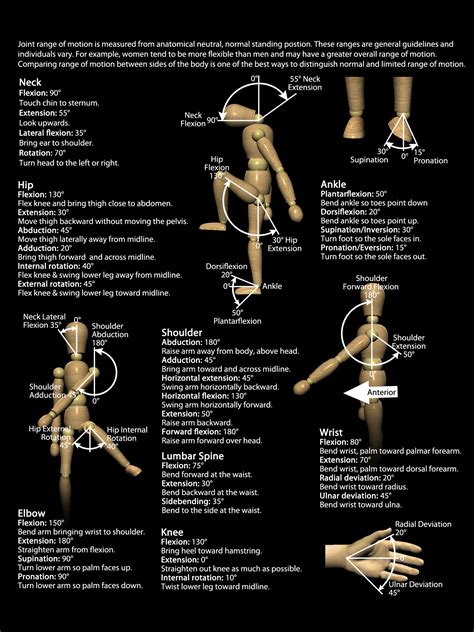 Joint range of motion is measured from anatomical neutral, normal standing postion. These ranges are general guidelines and
individuals vary. For example, women tend to be more flexible than men and may have a greater overall range of motion.
Comparing range of motion between sides of the body is one of the best ways to distinguish normal and limited range of motion.
Neck
Flexion: 90°
Touch chin to sternum.
Extension: 55°
Look upwards.
Lateral flexion: 35°
Bring ear to shoulder.
Rotation: 70°
Turn head to the left or right.
0°
55° Neck
Extension
Neck
Flexion 90°
Hip
Flexion
130°
30° Hip
Extension
0°
Dorsiflexion
20°
0°
Ankle
50°
Plantarflexion
30°
Supination
0°
15°
Pronation
Hip
Flexion: 130°
Flex knee and bring thigh close to abdomen.
Extension: 30°
Move thigh backward without moving the pelvis.
Abduction: 45°
Move thigh laterally away from midline.
Adduction: 20°
Bring thigh forward and across midline.
Internal rotation: 40°
Flex knee & swing lower leg away from midline.
External rotation: 45°
Flex knee & swing lower leg toward midline.
Ankle
Plantarflexion: 50°
Bend ankle so toes point down
Dorsiflexion: 20°
Bend ankle so toes point up.
Supination/Inversion: 30°
Turn foot so the sole faces in.
Pronation/Eversion: 15°
Turn foot so the sole faces out.
Neck Lateral
Flexion 35°
0°
Shoulder
Abduction
180°
Shoulder
Adduction 45°
0°
Hip External
Rotation
45°
0°
Hip Internal
Rotation
40°
Shoulder
Forward Flexion
180°
Shoulder
Extension
50°
0°
Anterior
Shoulder
Abduction: 180°
Raise arm away from body, above head.
Adduction: 45°
Bring arm toward and across midline.
Horizontal extension: 45°
Swing arm horizontally backward.
Horizontal flexion: 130°
Swing arm horizontally forward.
Extension: 50°
Raise arm backward.
Forward flexion: 180°
Raise arm forward over head.
Lumbar Spine
Flexion: 75°
Bend forward at the waist.
Extension: 30°
Bend backward at the waist.
Sidebending: 35°
Bend to the side at the waist.
Wrist
Flexion: 80°
Bend wrist, palm toward palmar forearm.
Extension: 70°
Bend wrist, palm toward dorsal forearm.
Radial deviation: 20°
Bend wrist toward radius.
Ulnar deviation: 45°
Bend wrist toward ulna.
Elbow
Flexion: 150°
Bend arm bringing wrist to shoulder.
Extension: 180°
Straighten arm from flexion.
Supination: 90°
Turn lower arm so palm faces up.
Pronation: 90°
Turn lower arm so palm faces down.
Knee
Flexion: 130°
Bring heel toward hamstring.
Extension: 0°
Straighten out knee as much as possible.
Internal rotation: 10°
Twist lower leg toward midline.
Radial Deviation
20°
0°
Ulnar Deviation
45°